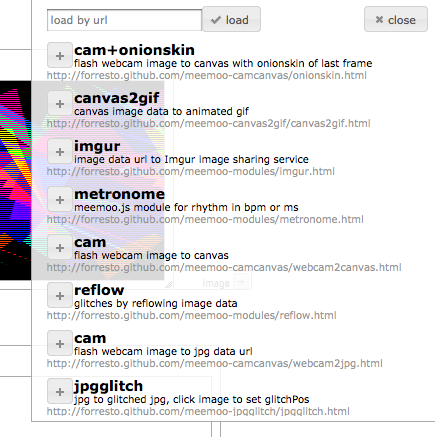 load by url
✔ load
✖ close
cam+onionskin
flash webcam image to canvas with onionskin of last frame
http://forresto.github.com/meemoo-camcanvas/onionskin.html
canvas2gif
canvas image data to animated gif
http://forresto.github.com/meemoo-canvas2gif/canvas2gif.html
imgur
image data url to Imgur image sharing service
http://forresto.github.com/meemoo-modules/imgur.html
metronome
meemoo.js module for rhythm in bpm or ms
http://forresto.github.com/meemoo-modules/metronome.html
cam
flash webcam image to canvas
http://forresto.github.com/meemoo-camcanvas/webcam2canvas.html
image
reflow
glitches by reflowing image data
http://forresto.github.com/meemoo-modules/reflow.html
cam
flash webcam image to jpg data url
http://forresto.github.com/meemoo-camcanvas/webcam2jpg.html
jpgglitch
jpg to glitched jpg, click image to set glitchPos
http://forresto.github.com/meemoo-jpgglitch/jpgglitch.html